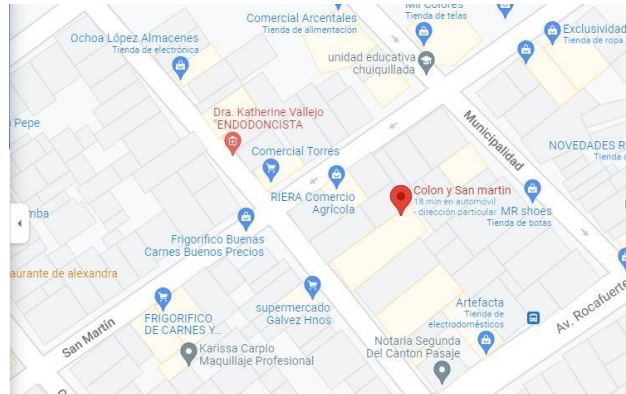 Mil Colores
Tienda de telas
Comercial Arcentales
Tienda de alimentación
Ochoa López Almacenes
Tienda de electrónica
Exclusividad
Tienda de ropa
unidad educativa
chuiquillada
Pepe
Dra. Katherine Vallejo
"ENDODONCISTA
Municipalidad
Comercial Torres
NOVEDADES R
Tienda
RIERA Comercio
Agrícola
Colon y San martin
18 min en automóvil
- dirección particular
MR shoes
Tienda de botas
mba
Frigorifico Buenas
Carnes Buenos Precios
aurante de alexandra
supermercado
Galvez Hnos
Artefacta
Tienda de
electrodomésticos
Av. Rocafuerte
FRIGORIFICO
DE CARNES Y...
San Martín
Karissa Carpio
Maquillaje Profesional
Notaria Segunda
Del Canton Pasaje